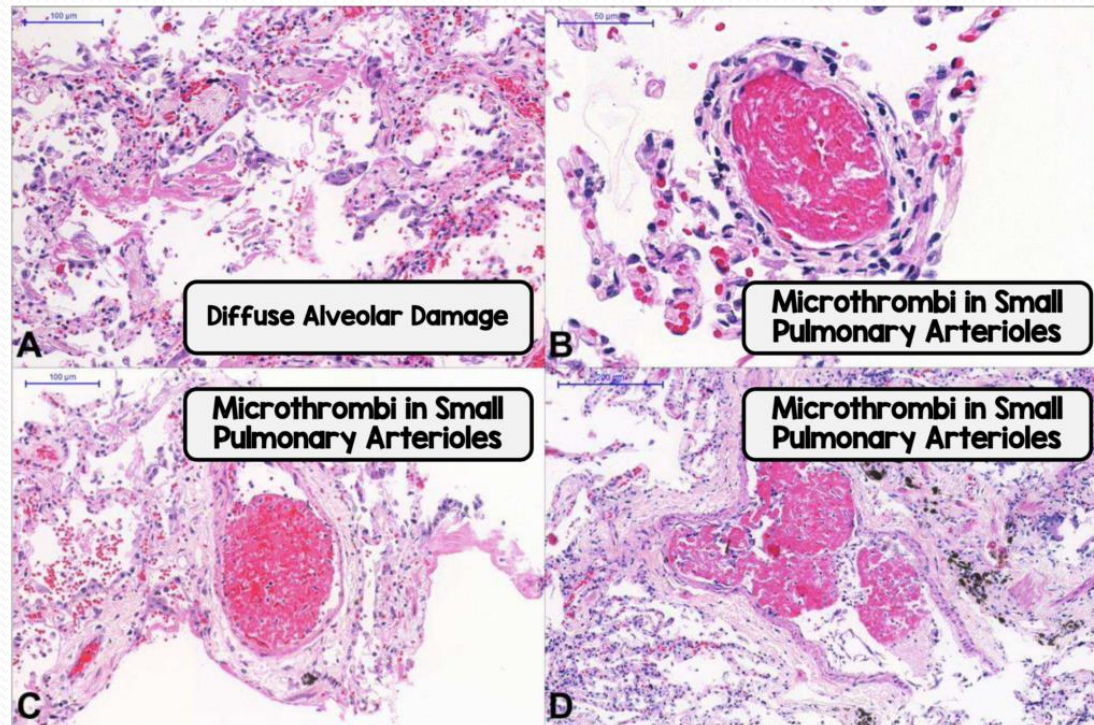 100 µm
50 µm
Diffuse Alveolar Damage
A
Microthrombi in Small
Pulmonary Arterioles
B
100 µm
Microthrombi in Small
Pulmonary Arterioles
C
Microthrombi in Small
Pulmonary Arterioles
D